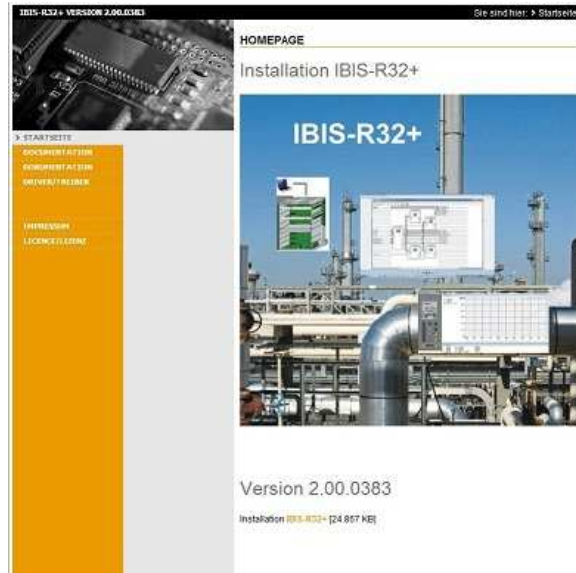 IBIS-R32+ VERSION 2.00.0383
Sie sind hier: > Startseite
HOMEPAGE
Installation IBIS-R32+
IBIS-R32+
> STARTSEITE
DOCUMENTATION
DOKUMENTATION
DRIVER/TREIBER
IMPRESSUM
LICENCE/LIZENZ
Version 2.00.0383
Installation IBIS-R32+ [24.857 KB]